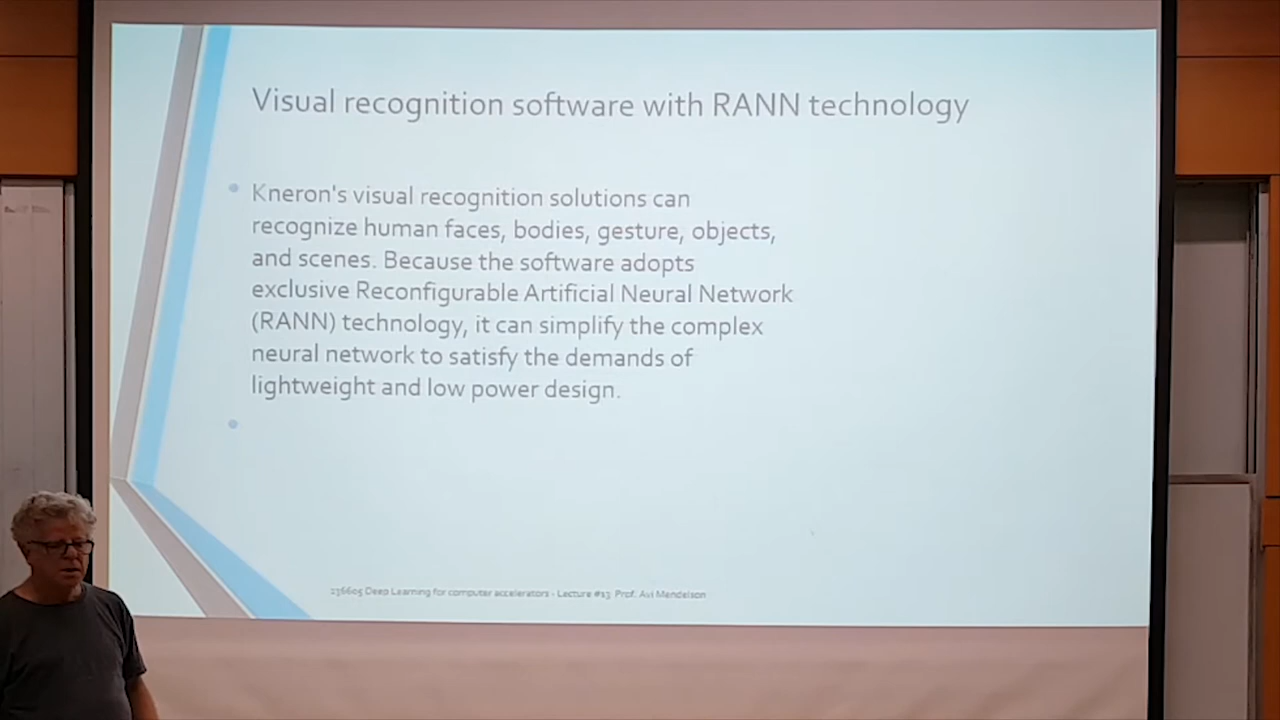 Visual recognition software with RANN technology
Kneron's visual recognition solutions can
recognize human faces, bodies, gesture, objects,
and scenes. Because the software adopts
exclusive Reconfigurable Artificial Neural Network
(RANN) technology, it can simplify the complex
neural network to satisfy the demands of
lightweight and low power design.
236605 Deep Learning for computer accelerators - Lecture #13 Prof. Avi Mendelson